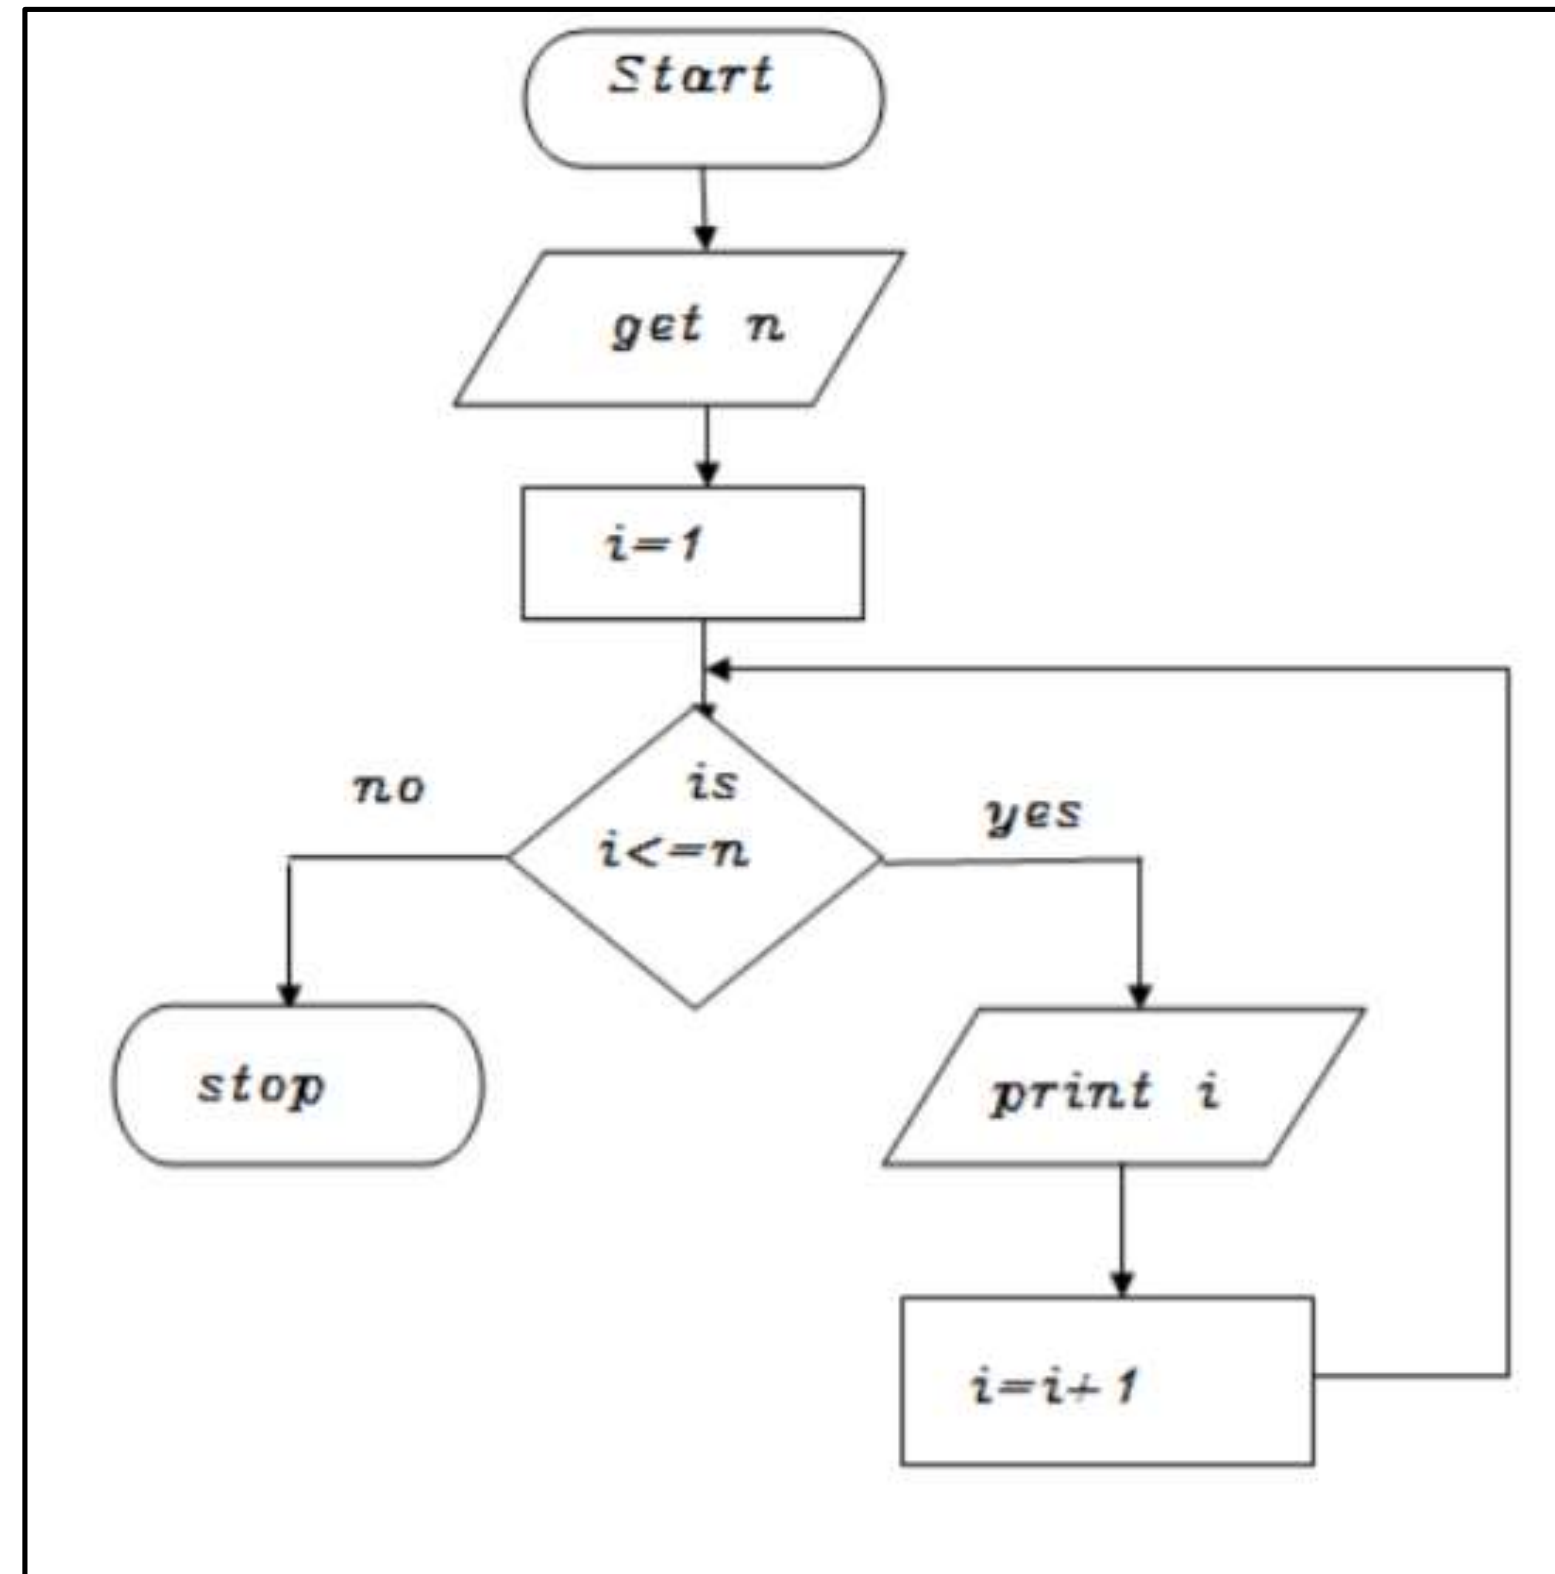 Start
get n
i=1
is
i<=n
no
yes
stop
print i
i=i+1